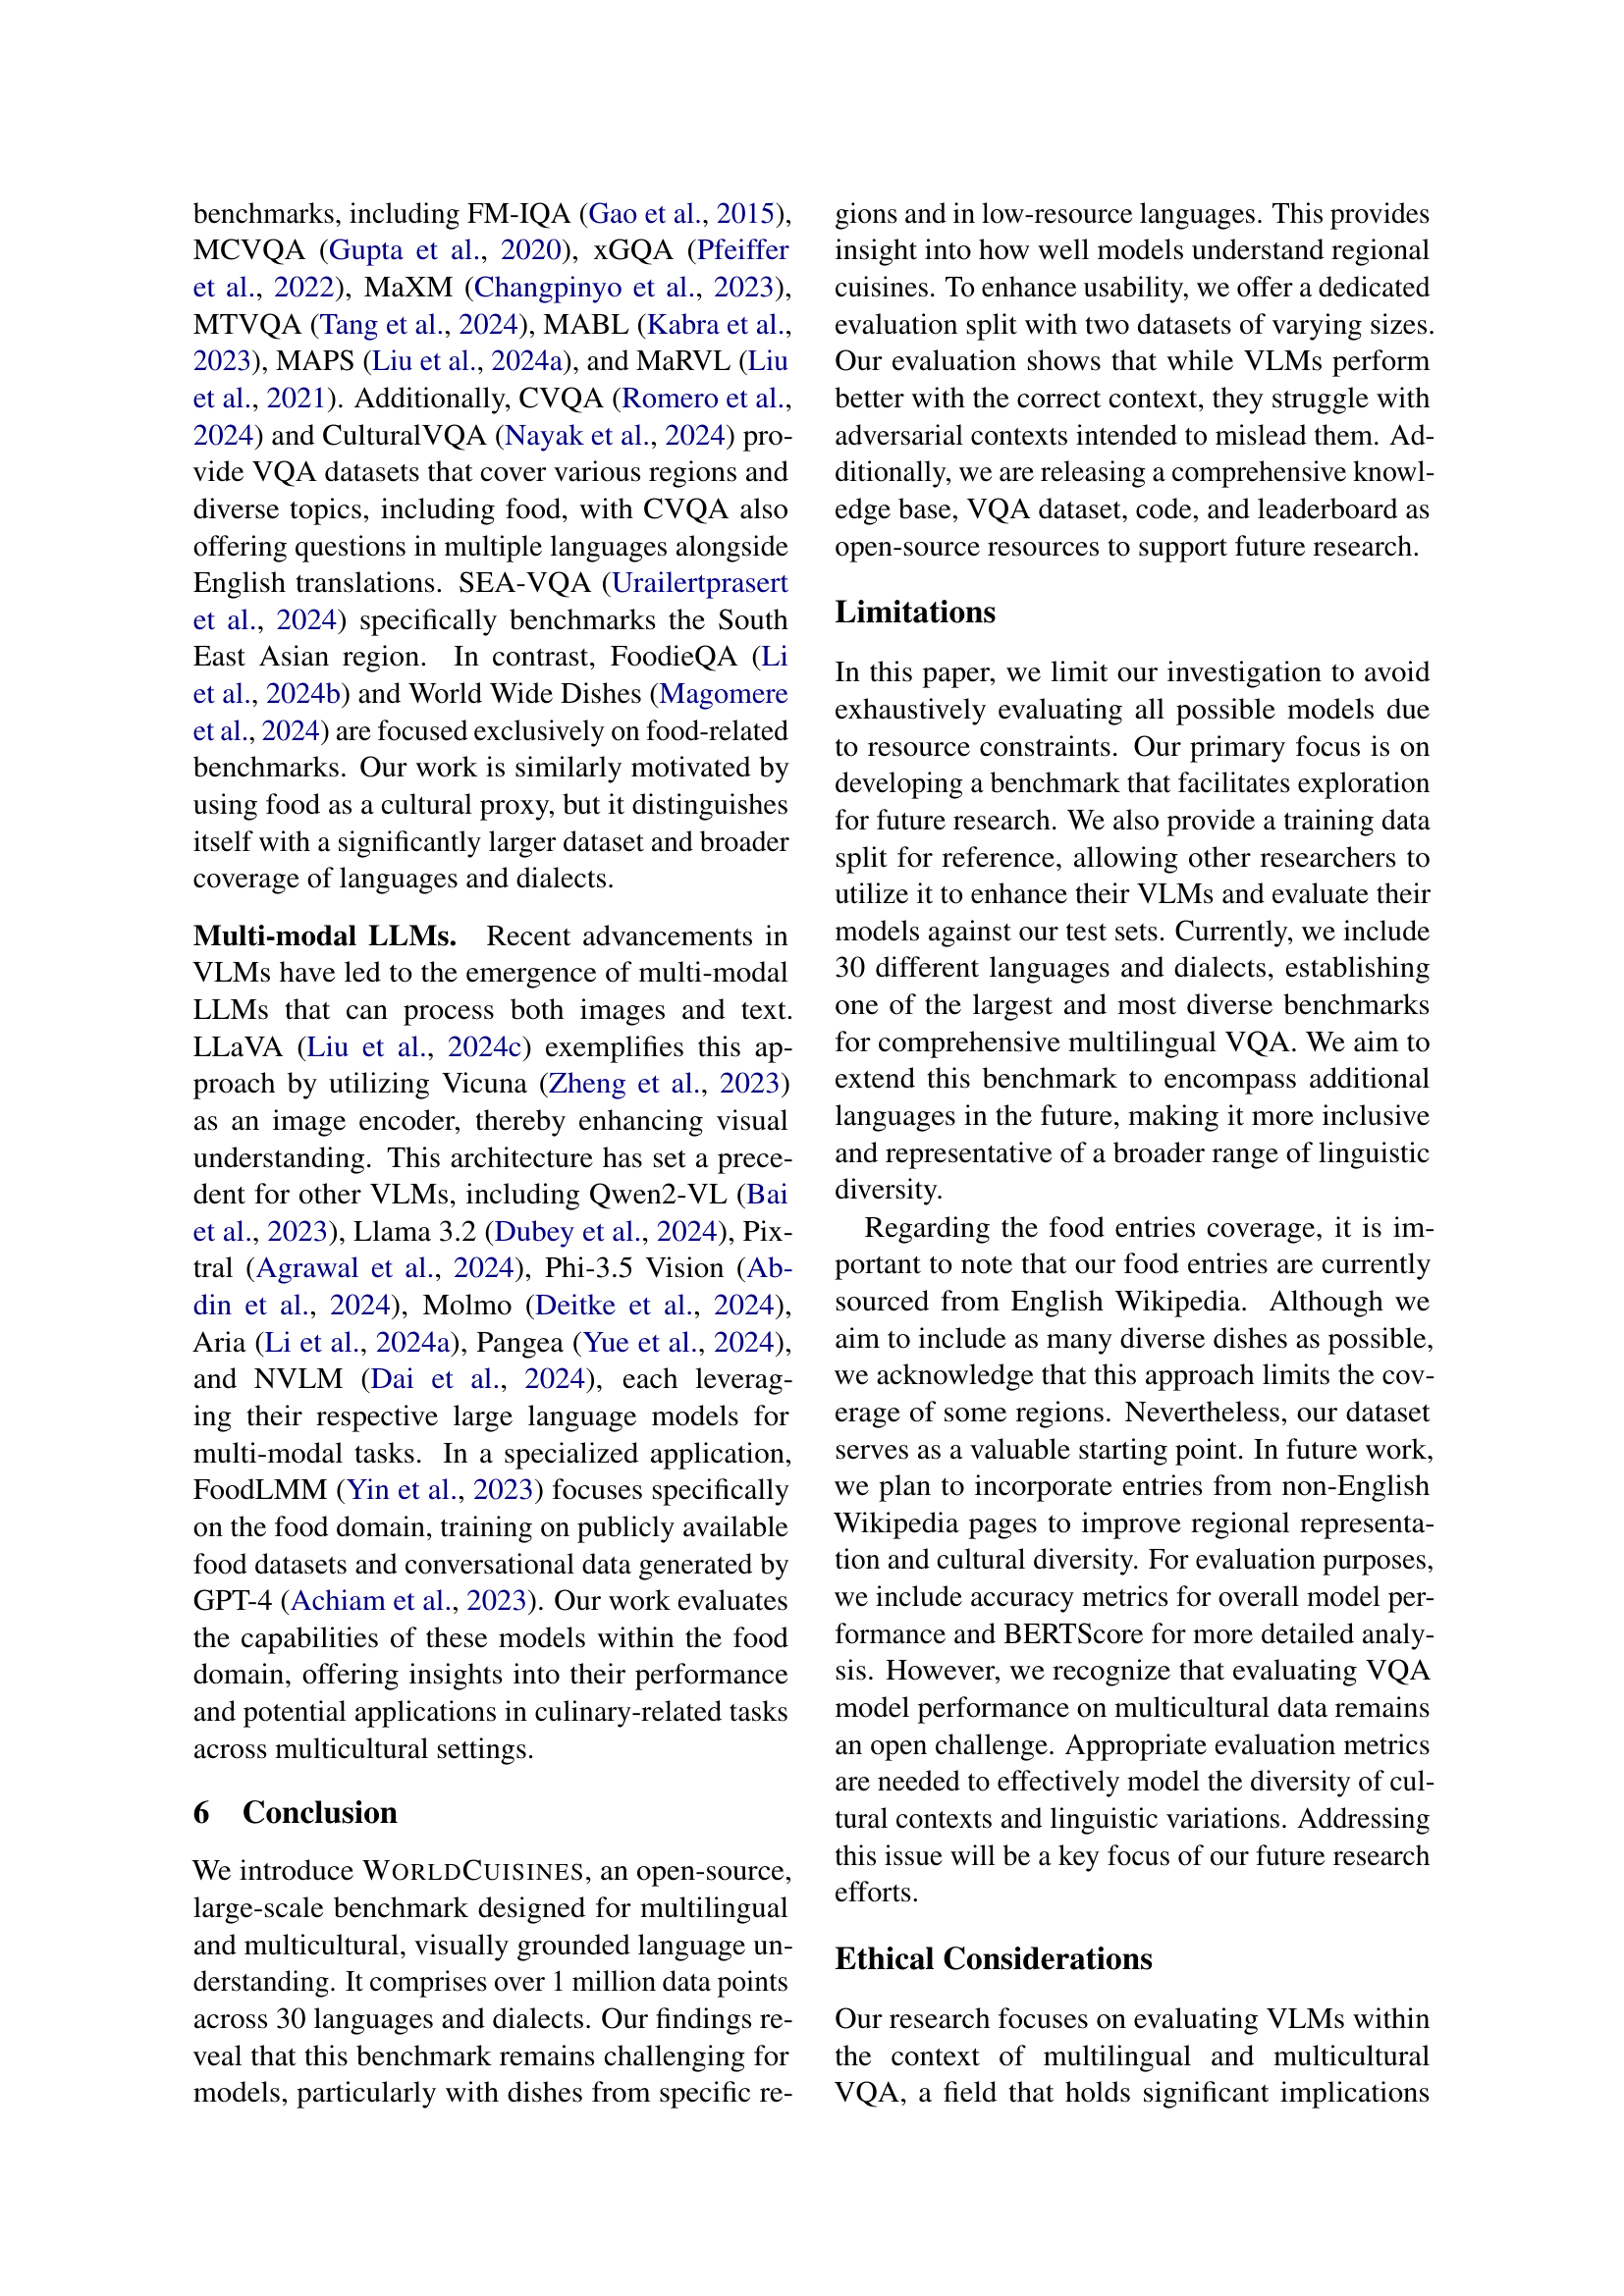 benchmarks, including FM-IQA (Gao et al., 2015),
MCVQA (Gupta et al., 2020), xGQA (Pfeiffer
et al., 2022), MaXM (Changpinyo et al., 2023),
MTVQA (Tang et al., 2024), MABL (Kabra et al.,
2023), MAPS (Liu et al., 2024a), and MaRVL (Liu
et al., 2021). Additionally, CVQA (Romero et al.,
2024) and CulturalVQA (Nayak et al., 2024) pro-
vide VQA datasets that cover various regions and
diverse topics, including food, with CVQA also
offering questions in multiple languages alongside
English translations. SEA-VQA (Urailertprasert
et al., 2024) specifically benchmarks the South
East Asian region. In contrast, FoodieQA (Li
et al., 2024b) and World Wide Dishes (Magomere
et al., 2024) are focused exclusively on food-related
benchmarks. Our work is similarly motivated by
using food as a cultural proxy, but it distinguishes
itself with a significantly larger dataset and broader
coverage of languages and dialects.
Multi-modal LLMs. Recent advancements in
VLMs have led to the emergence of multi-modal
LLMs that can process both images and text.
LLaVA (Liu et al., 2024c) exemplifies this ap-
proach by utilizing Vicuna (Zheng et al., 2023)
as an image encoder, thereby enhancing visual
understanding. This architecture has set a prece-
dent for other VLMs, including Qwen2-VL (Bai
et al., 2023), Llama 3.2 (Dubey et al., 2024), Pix-
tral (Agrawal et al., 2024), Phi-3.5 Vision (Ab-
din et al., 2024), Molmo (Deitke et al., 2024),
Aria (Li et al., 2024a), Pangea (Yue et al., 2024),
and NVLM (Dai et al., 2024), each leverag-
ing their respective large language models for
multi-modal tasks. In a specialized application,
FoodLMM (Yin et al., 2023) focuses specifically
on the food domain, training on publicly available
food datasets and conversational data generated by
GPT-4 (Achiam et al., 2023). Our work evaluates
the capabilities of these models within the food
domain, offering insights into their performance
and potential applications in culinary-related tasks
across multicultural settings.
6 Conclusion
We introduce WORLDCUISINES, an open-source,
large-scale benchmark designed for multilingual
and multicultural, visually grounded language un-
derstanding. It comprises over 1 million data points
across 30 languages and dialects. Our findings re-
veal that this benchmark remains challenging for
models, particularly with dishes from specific re-
gions and in low-resource languages. This provides
insight into how well models understand regional
cuisines. To enhance usability, we offer a dedicated
evaluation split with two datasets of varying sizes.
Our evaluation shows that while VLMs perform
better with the correct context, they struggle with
adversarial contexts intended to mislead them. Ad-
ditionally, we are releasing a comprehensive knowl-
edge base, VQA dataset, code, and leaderboard as
open-source resources to support future research.
Limitations
In this paper, we limit our investigation to avoid
exhaustively evaluating all possible models due
to resource constraints. Our primary focus is on
developing a benchmark that facilitates exploration
for future research. We also provide a training data
split for reference, allowing other researchers to
utilize it to enhance their VLMs and evaluate their
models against our test sets. Currently, we include
30 different languages and dialects, establishing
one of the largest and most diverse benchmarks
for comprehensive multilingual VQA. We aim to
extend this benchmark to encompass additional
languages in the future, making it more inclusive
and representative of a broader range of linguistic
diversity.
Regarding the food entries coverage, it is im-
portant to note that our food entries are currently
sourced from English Wikipedia. Although we
aim to include as many diverse dishes as possible,
we acknowledge that this approach limits the cov-
erage of some regions. Nevertheless, our dataset
serves as a valuable starting point. In future work,
we plan to incorporate entries from non-English
Wikipedia pages to improve regional representa-
tion and cultural diversity. For evaluation purposes,
we include accuracy metrics for overall model per-
formance and BERTScore for more detailed analy-
sis. However, we recognize that evaluating VQA
model performance on multicultural data remains
an open challenge. Appropriate evaluation metrics
are needed to effectively model the diversity of cul-
tural contexts and linguistic variations. Addressing
this issue will be a key focus of our future research
efforts.
Ethical Considerations
Our research focuses on evaluating VLMs within
the context of multilingual and multicultural
VQA, a field that holds significant implications